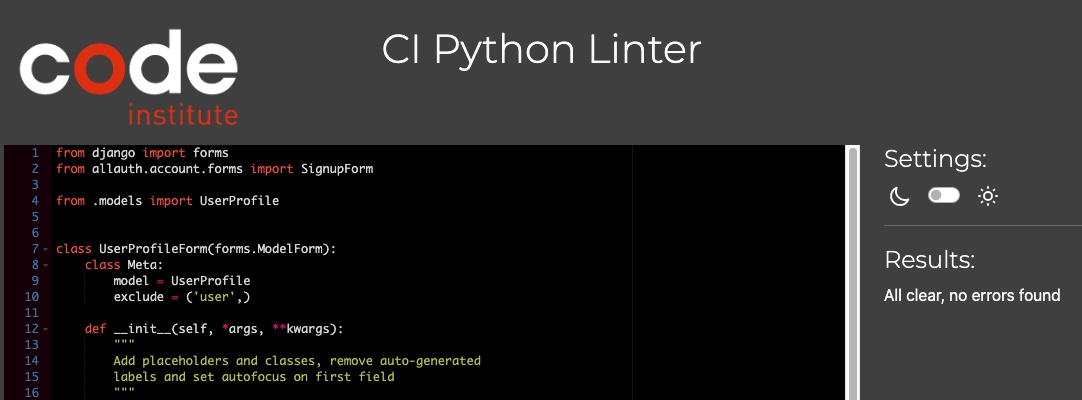 code
institute
CI Python Linter
1 from django import forms
2 from allauth.account.forms import SignupForm
3
4 from .models import UserProfile
5
6
7 class UserProfileForm(forms.ModelForm):
8     class Meta:
9         model = UserProfile
10         exclude = ('user',)
11
12     def __init__(self, *args, **kwargs):
13         """
14         Add placeholders and classes, remove auto-generated
15         labels and set autofocus on first field
16         """
Settings:
Results:
All clear, no errors found